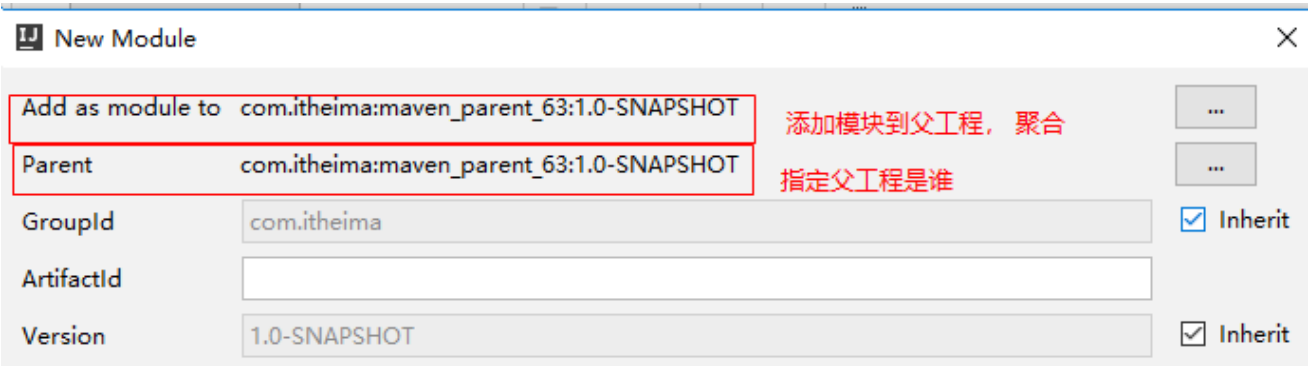 IJ New Module
Add as module to com.itheima:maven_parent_63:1.0-SNAPSHOT 添加模块到父工程， 聚合 ...
Parent com.itheima:maven_parent_63:1.0-SNAPSHOT 指定父工程是谁 ...
GroupId com.itheima Inherit
ArtifactId
Version 1.0-SNAPSHOT Inherit